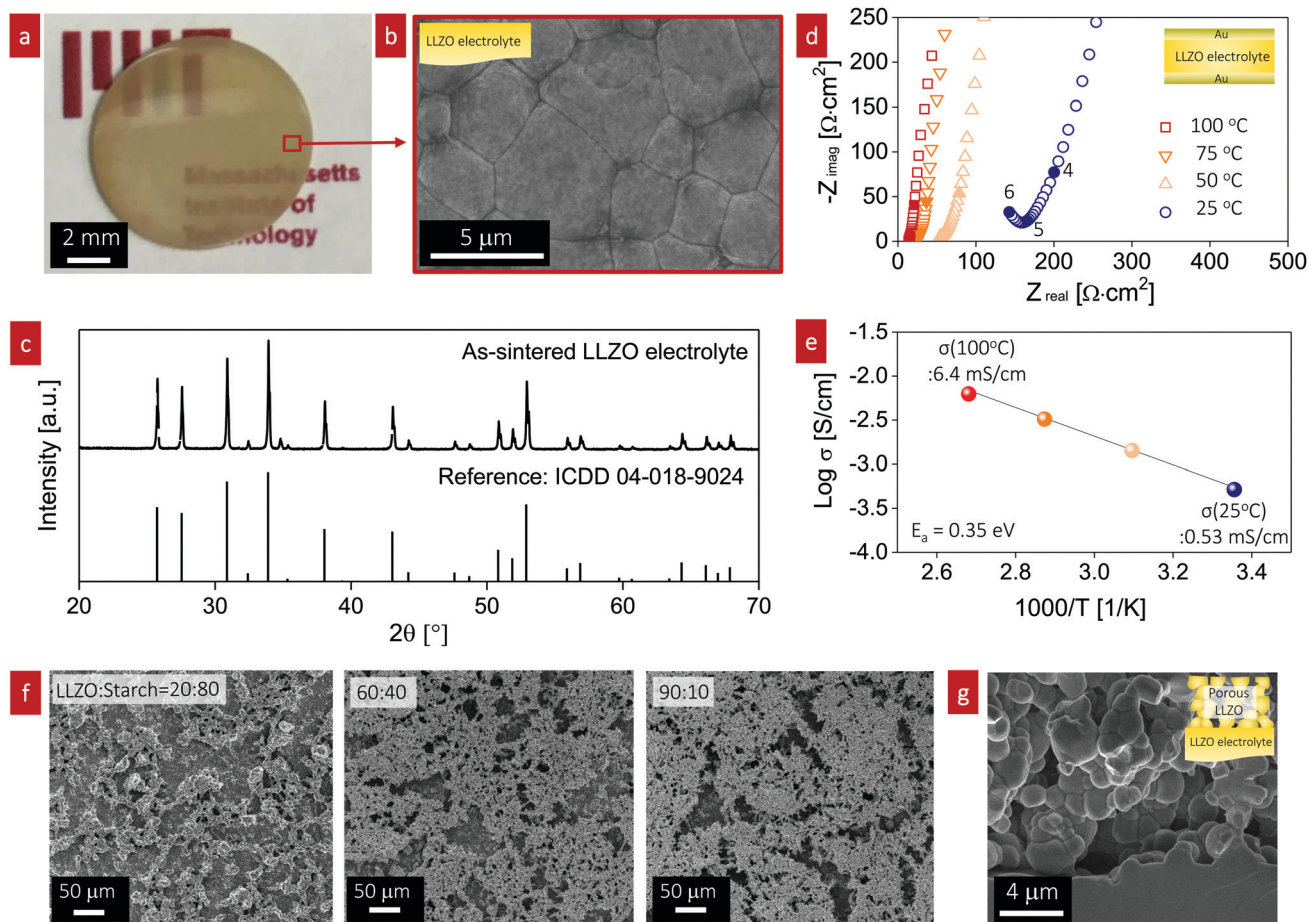 a
Massachusetts
Institute of
Technology
2 mm
b
LLZO electrolyte
5 μm
c
Intensity [a.u.]
As-sintered LLZO electrolyte
Reference: ICDD 04-018-9024
20 30 40 50 60 70
2θ [°]
d
-Z imag [Ω·cm²]
250
200
150
100
50
0
0 100 200 300 400 500
Z real [Ω·cm²]
6
5
4
Au
LLZO electrolyte
Au
100 °C
75 °C
50 °C
25 °C
e
Log σ [S/cm]
-1.5
-2.0
-2.5
-3.0
-3.5
-4.0
σ(100°C)
:6.4 mS/cm
σ(25°C)
:0.53 mS/cm
Ea = 0.35 eV
2.6 2.8 3.0 3.2 3.4
1000/T [1/K]
f
LLZO:Starch=20:80
50 μm
60:40
50 μm
90:10
50 μm
g
Porous
LLZO
LLZO electrolyte
4 μm